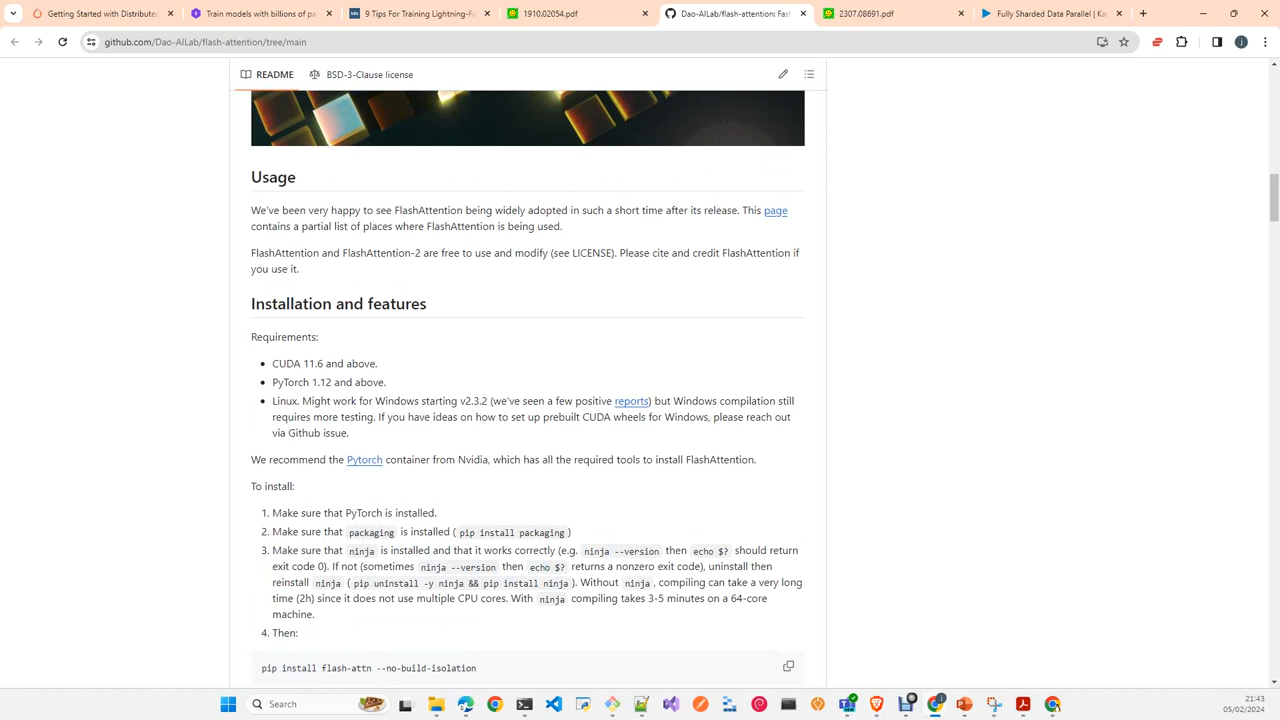 Getting Started with Distributed
Train models with billions of par
9 Tips For Training Lightning-F
1910.02054.pdf
Dao-AILab/flash-attention: Fast
2307.08691.pdf
Fully Sharded Data Parallel | Ka
github.com/Dao-AILab/flash-attention/tree/main
README
BSD-3-Clause license
Usage
We've been very happy to see FlashAttention being widely adopted in such a short time after its release. This page
contains a partial list of places where FlashAttention is being used.
FlashAttention and FlashAttention-2 are free to use and modify (see LICENSE). Please cite and credit FlashAttention if
you use it.
Installation and features
Requirements:
• CUDA 11.6 and above.
• PyTorch 1.12 and above.
• Linux. Might work for Windows starting v2.3.2 (we've seen a few positive reports) but Windows compilation still
requires more testing. If you have ideas on how to set up prebuilt CUDA wheels for Windows, please reach out
via Github issue.
We recommend the Pytorch container from Nvidia, which has all the required tools to install FlashAttention.
To install:
1. Make sure that PyTorch is installed.
2. Make sure that packaging is installed ( pip install packaging )
3. Make sure that ninja is installed and that it works correctly (e.g. ninja --version then echo $? should return
exit code 0). If not (sometimes ninja --version then echo $? returns a nonzero exit code), uninstall then
reinstall ninja ( pip uninstall -y ninja && pip install ninja ). Without ninja , compiling can take a very long
time (2h) since it does not use multiple CPU cores. With ninja compiling takes 3-5 minutes on a 64-core
machine.
4. Then:
pip install flash-attn --no-build-isolation
Search
21:43
05/02/2024